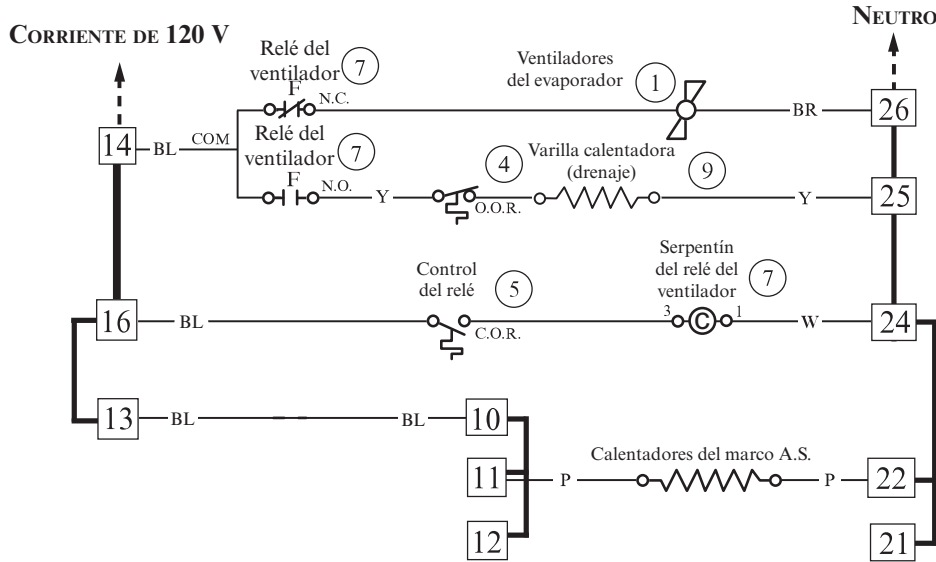 CORRIENTE DE 120 V
NEUTRO
Relé del
ventilador
7
F
N.C.
Ventiladores
del evaporador
1
BR
26
14
BL
COM
Relé del
ventilador
7
F
N.O.
Y
4
O.O.R.
Varilla calentadora
(drenaje)
9
Y
25
16
BL
Control
del relé
5
C.O.R.
Serpentín
del relé del
ventilador
7
3
C
1
W
24
13
BL
BL
10
11
P
Calentadores del marco A.S.
P
22
12
21